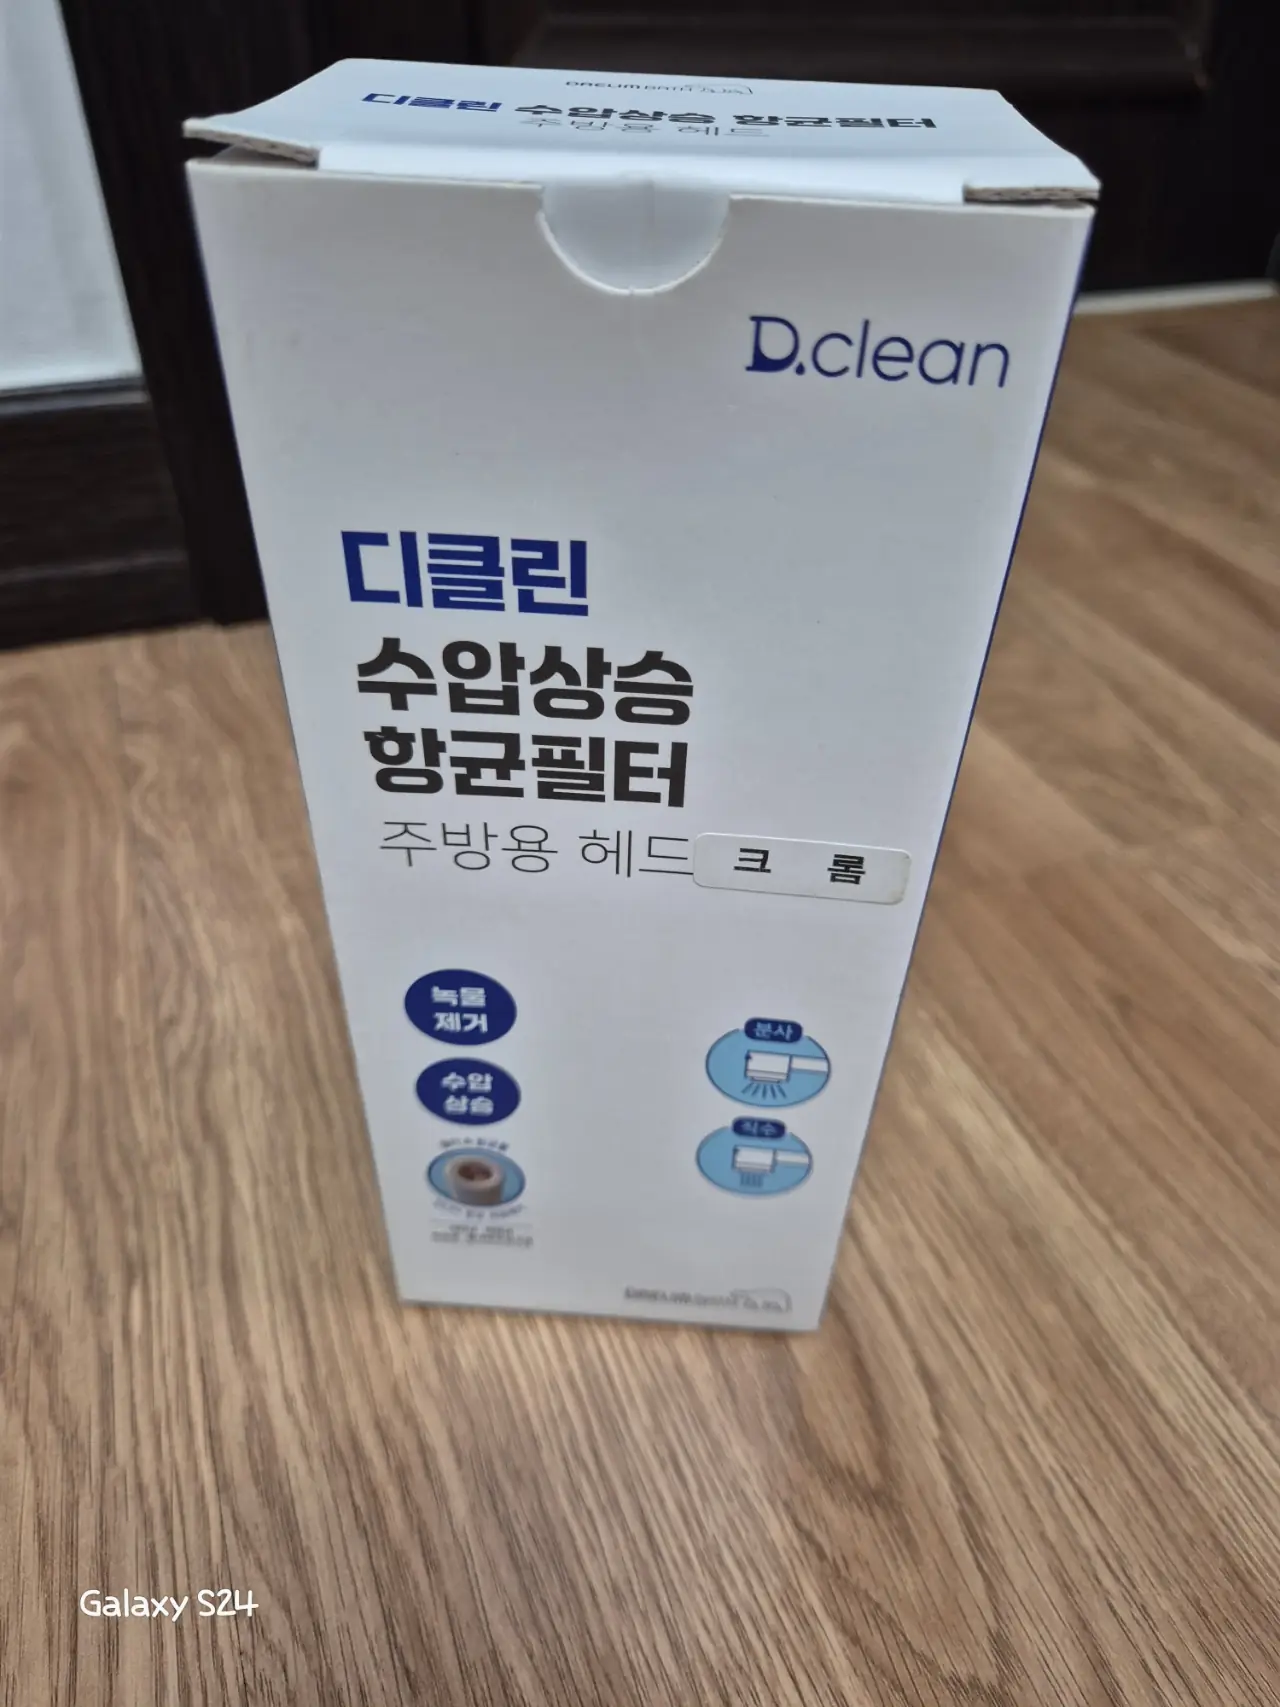 디클린 수압상승 항균필터
주방용 헤드
D.clean
디클린
수압상승
항균필터
주방용 헤드 크 롬
녹물
제거
분사
수압
상승
직수
Galaxy S24